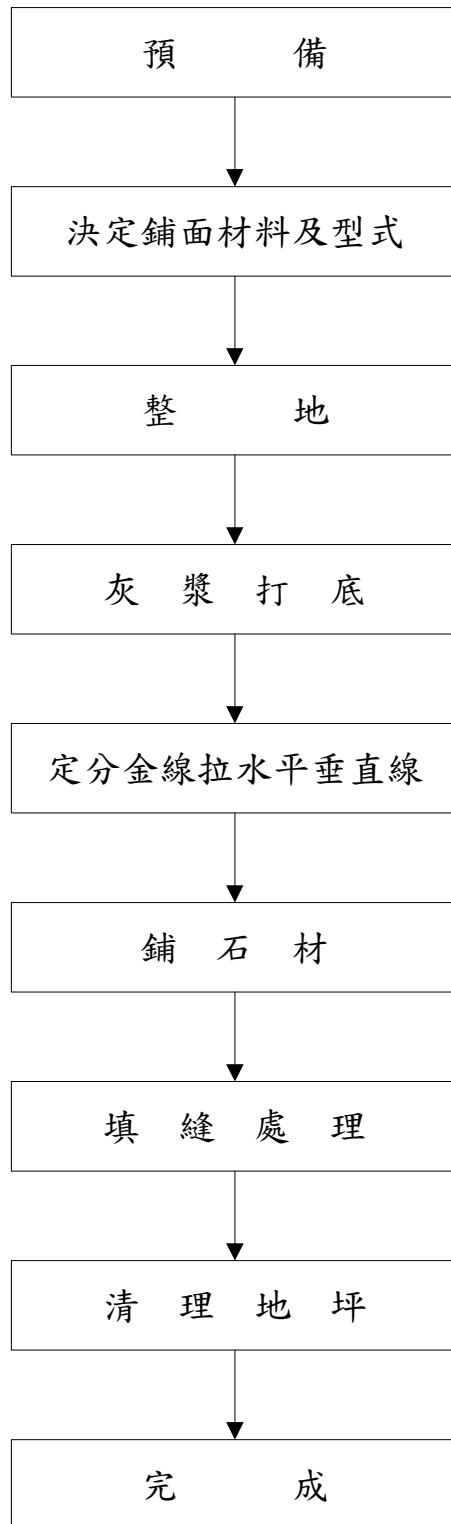 預備
決定鋪面材料及型式
整地
灰漿打底
定分金線拉水平垂直線
鋪石材
填縫處理
清理地坪
完成